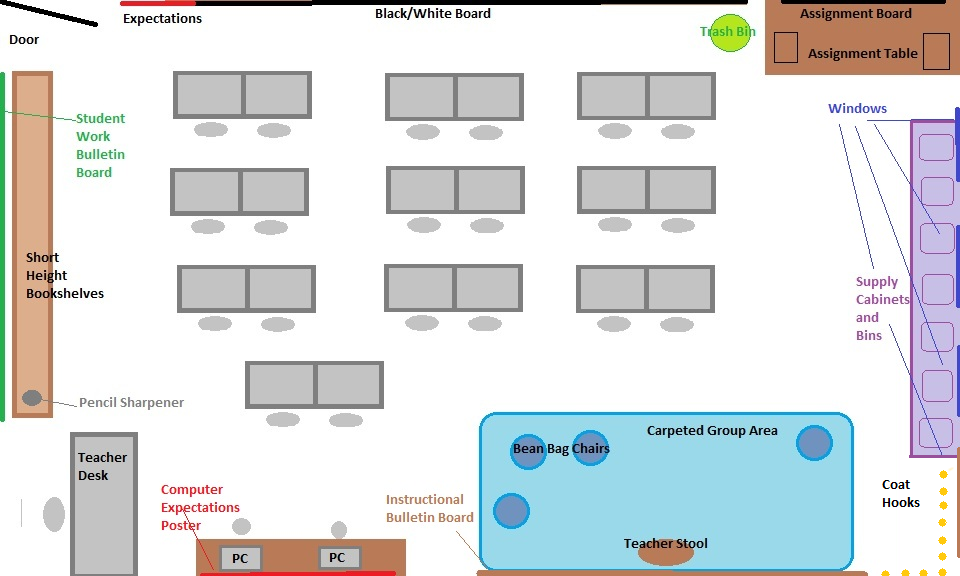 Expectations
Black/White Board
Assignment Board
Door
Trash Bin
Assignment Table
Windows
Student
Work
Bulletin
Board
Short
Height
Bookshelves
Supply
Cabinets
and
Bins
Pencil Sharpener
Carpeted Group Area
Bean Bag Chairs
Teacher
Desk
Computer
Expectations
Poster
Instructional
Bulletin Board
Coat
Hooks
Teacher Stool
PC
PC